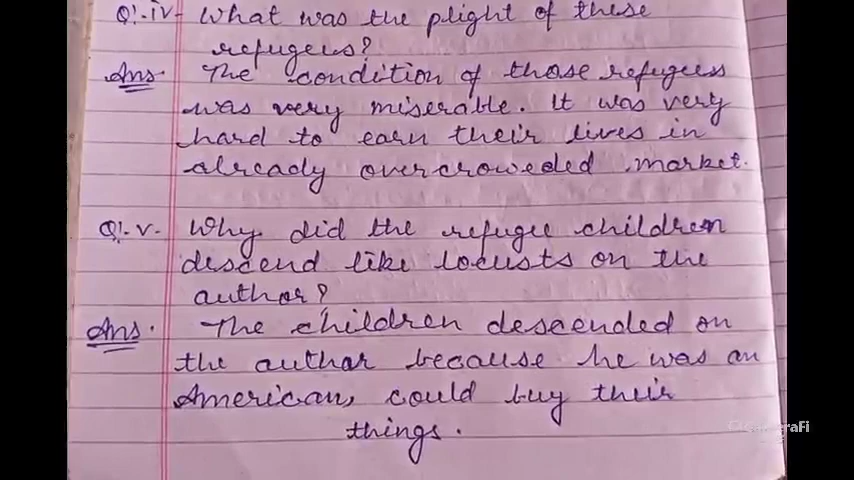 Q!-iv- What was the plight of these
refugees?
Ans. The condition of those refugees
was very miserable. It was very
hard to earn their lives in
already overcroweded market.
Q!-v- Why did the refugee children
descend like locusts on the
author?
Ans. The children descended on
the author because he was an
American, could buy their
things.